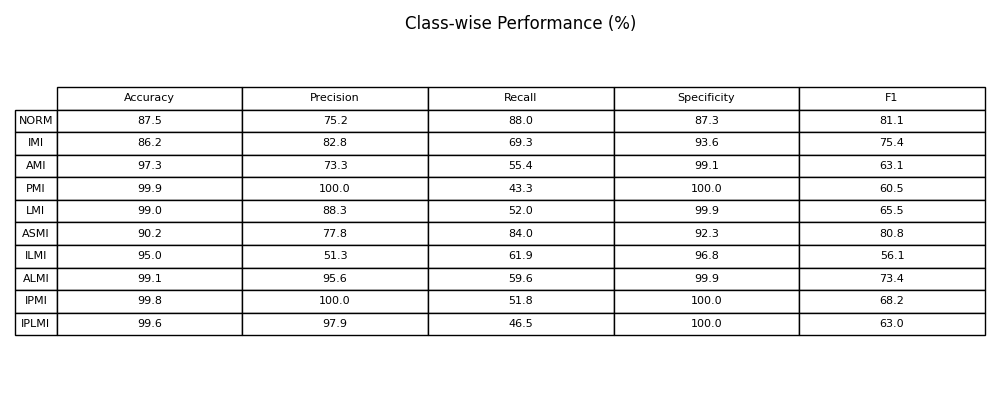 Class-wise Performance (%)
Accuracy Precision Recall Specificity F1
NORM 87.5 75.2 88.0 87.3 81.1
IMI 86.2 82.8 69.3 93.6 75.4
AMI 97.3 73.3 55.4 99.1 63.1
PMI 99.9 100.0 43.3 100.0 60.5
LMI 99.0 88.3 52.0 99.9 65.5
ASMI 90.2 77.8 84.0 92.3 80.8
ILMI 95.0 51.3 61.9 96.8 56.1
ALMI 99.1 95.6 59.6 99.9 73.4
IPMI 99.8 100.0 51.8 100.0 68.2
IPLMI 99.6 97.9 46.5 100.0 63.0